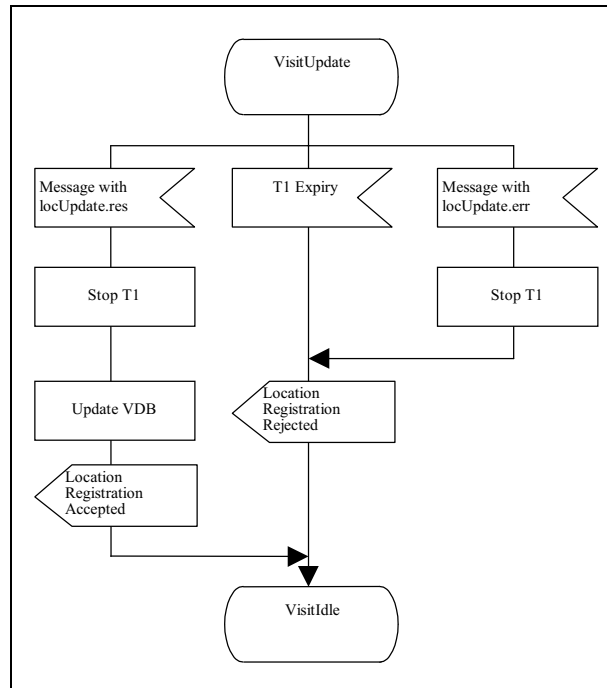 VisitUpdate
Message with
locUpdate.res
T1 Expiry
Message with
locUpdate.err
Stop T1
Stop T1
Update VDB
Location
Registration
Rejected
Location
Registration
Accepted
VisitIdle